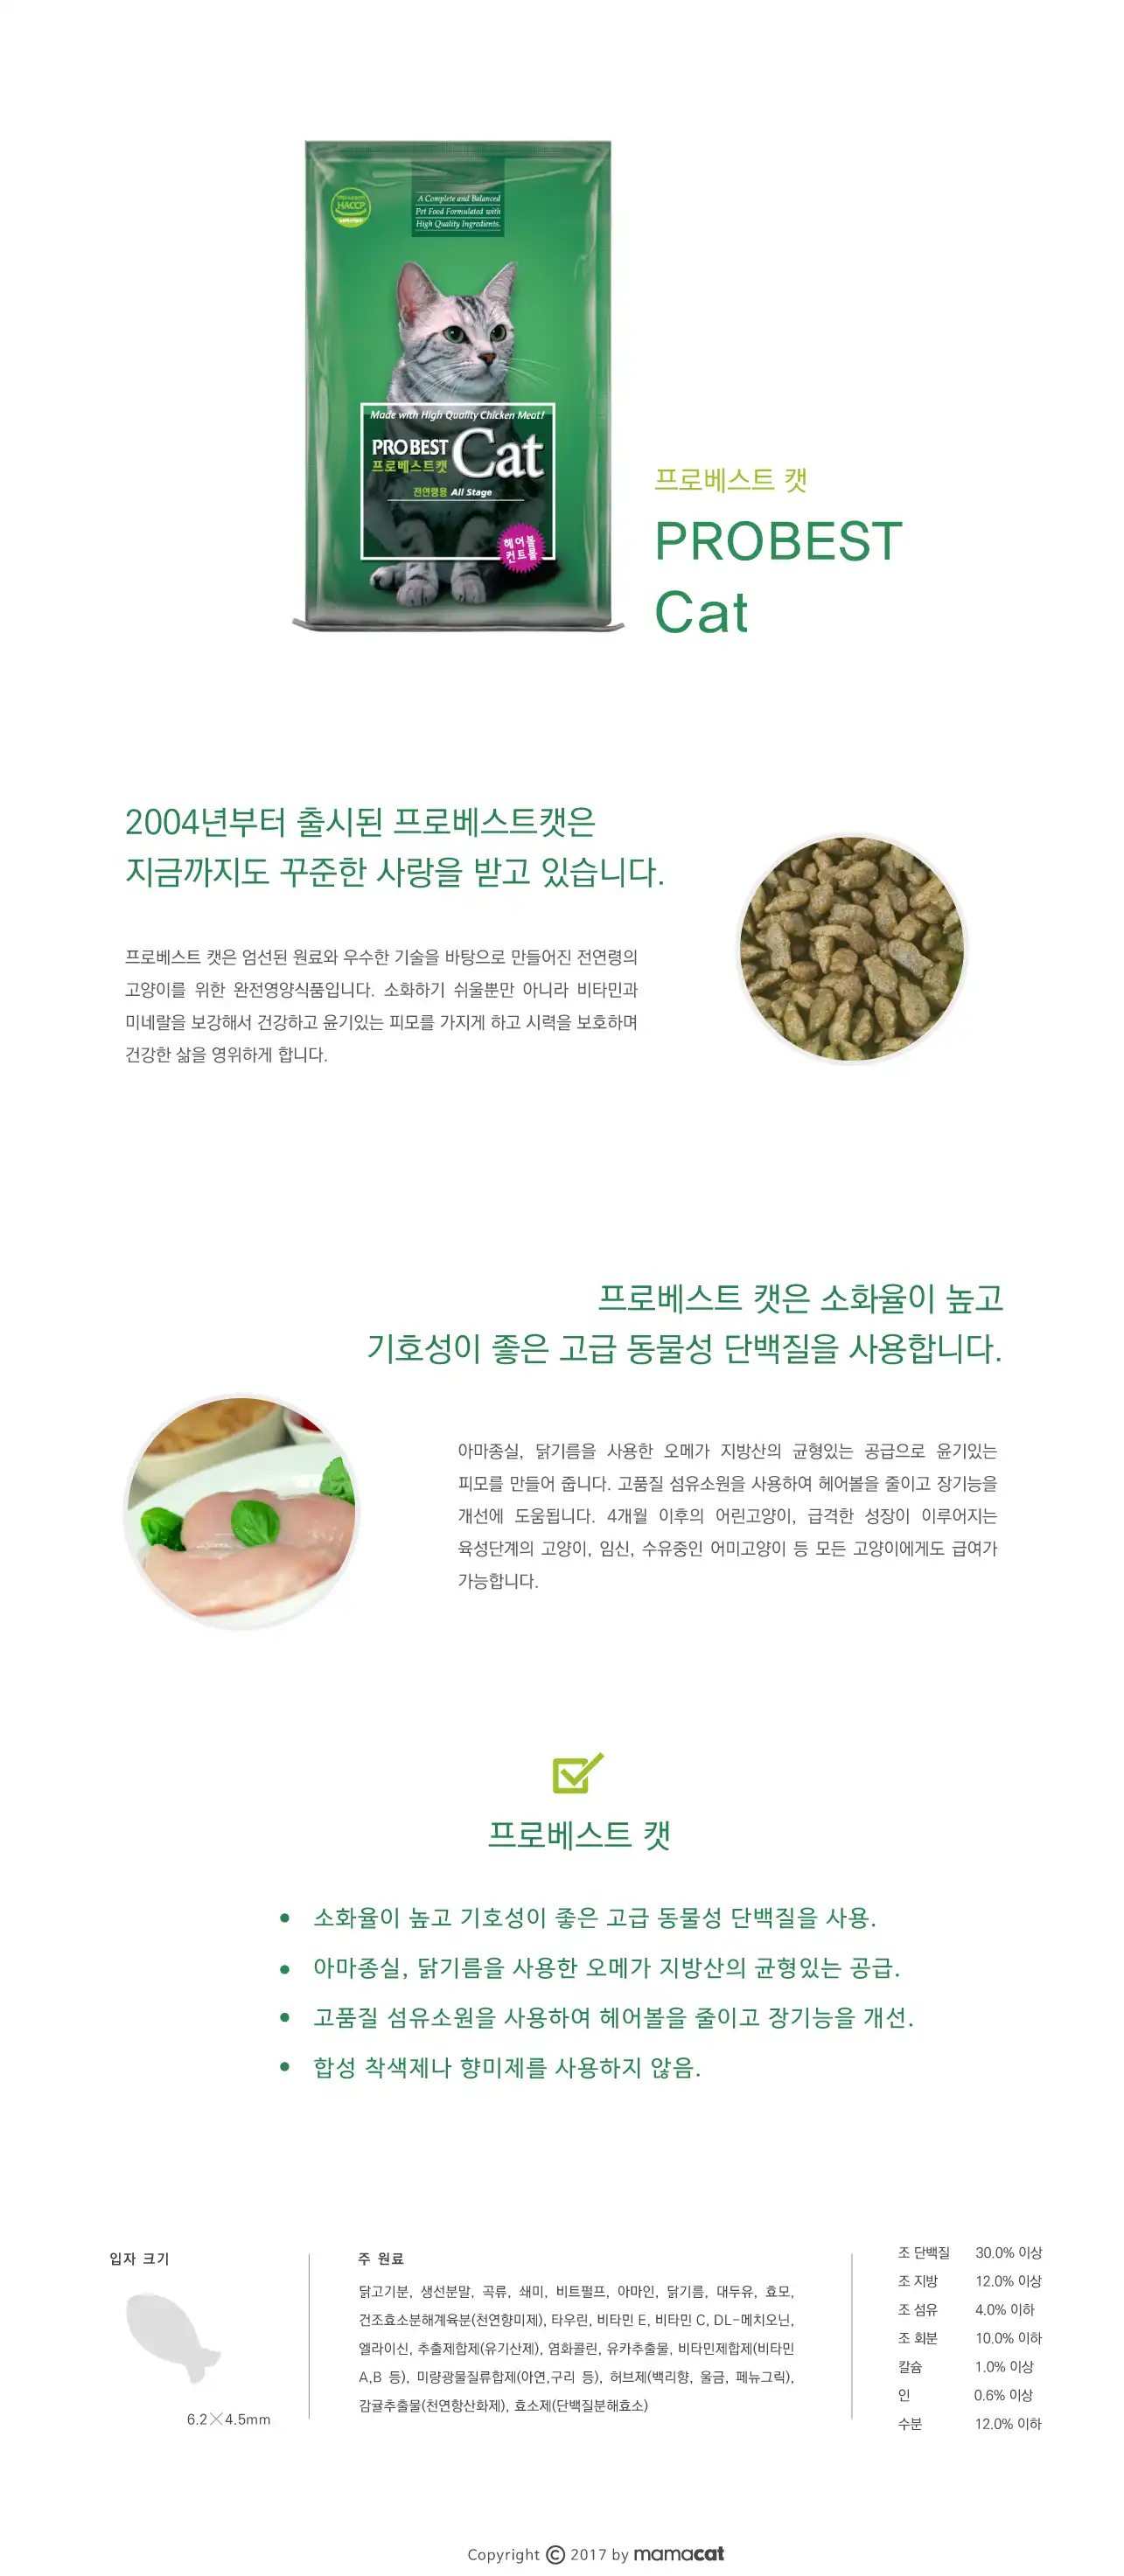 HACCP
A Complete and Balanced
Pet Food Formulated with
High Quality Ingredients.
Made with High Quality Chicken Meat!
PROBEST Cat
프로베스트캣
전연령용 All Stage
헤어볼
컨트롤
프로베스트 캣
PROBEST
Cat
2004년부터 출시된 프로베스트캣은
지금까지도 꾸준한 사랑을 받고 있습니다.
프로베스트 캣은 엄선된 원료와 우수한 기술을 바탕으로 만들어진 전연령의
고양이를 위한 완전영양식품입니다. 소화하기 쉬울뿐만 아니라 비타민과
미네랄을 보강해서 건강하고 윤기있는 피모를 가지게 하고 시력을 보호하며
건강한 삶을 영위하게 합니다.
프로베스트 캣은 소화율이 높고
기호성이 좋은 고급 동물성 단백질을 사용합니다.
아마종실, 닭기름을 사용한 오메가 지방산의 균형있는 공급으로 윤기있는
피모를 만들어 줍니다. 고품질 섬유소원을 사용하여 헤어볼을 줄이고 장기능을
개선에 도움됩니다. 4개월 이후의 어린고양이, 급격한 성장이 이루어지는
육성단계의 고양이, 임신, 수유중인 어미고양이 등 모든 고양이에게도 급여가
가능합니다.
프로베스트 캣
• 소화율이 높고 기호성이 좋은 고급 동물성 단백질을 사용.
• 아마종실, 닭기름을 사용한 오메가 지방산의 균형있는 공급.
• 고품질 섬유소원을 사용하여 헤어볼을 줄이고 장기능을 개선.
• 합성 착색제나 향미제를 사용하지 않음.
입자 크기
6.2×4.5mm
주 원료
닭고기분, 생선분말, 곡류, 쇄미, 비트펄프, 아마인, 닭기름, 대두유, 효모,
건조효소분해계육분(천연향미제), 타우린, 비타민 E, 비타민 C, DL-메치오닌,
엘라이신, 추출제합제(유기산제), 염화콜린, 유카추출물, 비타민제합제(비타민
A,B 등), 미량광물질류합제(아연,구리 등), 허브제(백리향, 울금, 페뉴그릭),
감귤추출물(천연항산화제), 효소제(단백질분해효소)
조 단백질 30.0% 이상
조 지방 12.0% 이상
조 섬유 4.0% 이하
조 회분 10.0% 이하
칼슘 1.0% 이상
인 0.6% 이상
수분 12.0% 이하
Copyright © 2017 by mamacat